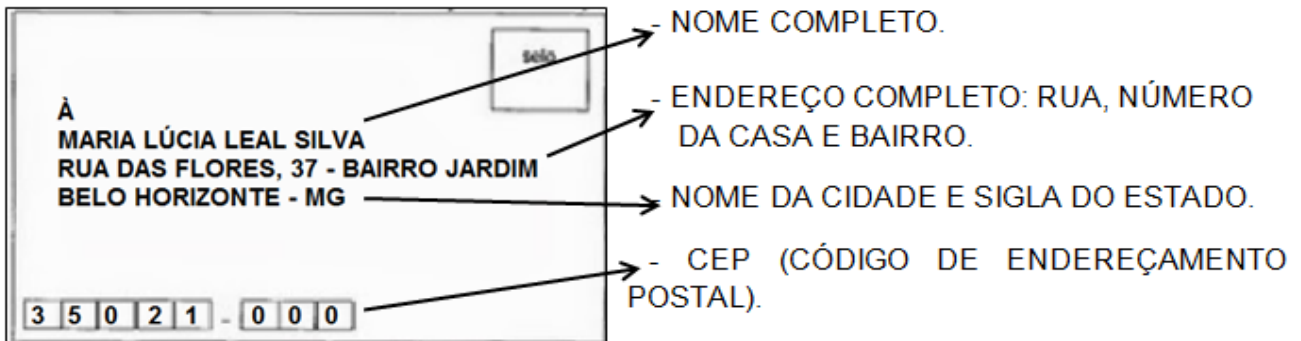 selo
À
MARIA LÚCIA LEAL SILVA
RUA DAS FLORES, 37 - BAIRRO JARDIM
BELO HORIZONTE - MG
35021-000
- NOME COMPLETO.
- ENDEREÇO COMPLETO: RUA, NÚMERO
DA CASA E BAIRRO.
- NOME DA CIDADE E SIGLA DO ESTADO.
- CEP (CÓDIGO DE ENDEREÇAMENTO
POSTAL).